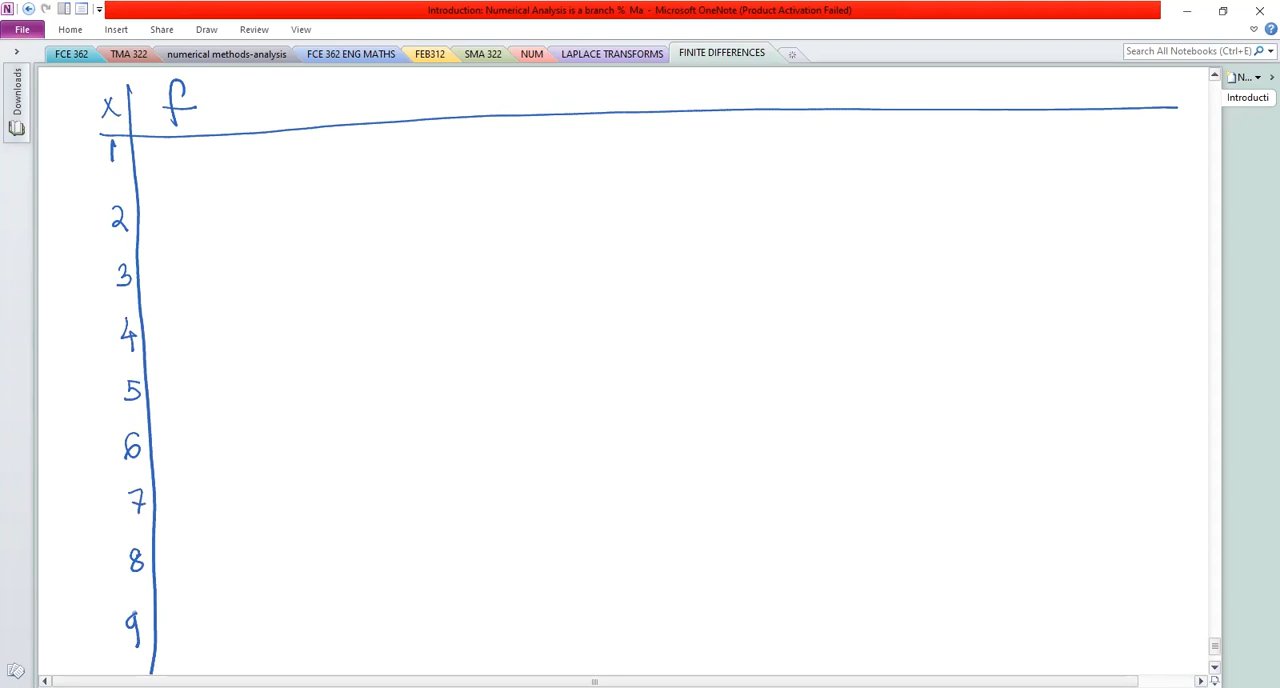 Introduction: Numerical Analysis is a branch %. Ma - Microsoft OneNote (Product Activation Failed)
File Home Insert Share Draw Review View
FCE 362 TMA 322 numerical methods-analysis FCE 362 ENG MATHS FEB312 SMA 322 NUM LAPLACE TRANSFORMS FINITE DIFFERENCES Search All Notebooks (Ctrl+E)
Downloads
N...
Introducti
x f
1
2
3
4
5
6
7
8
9